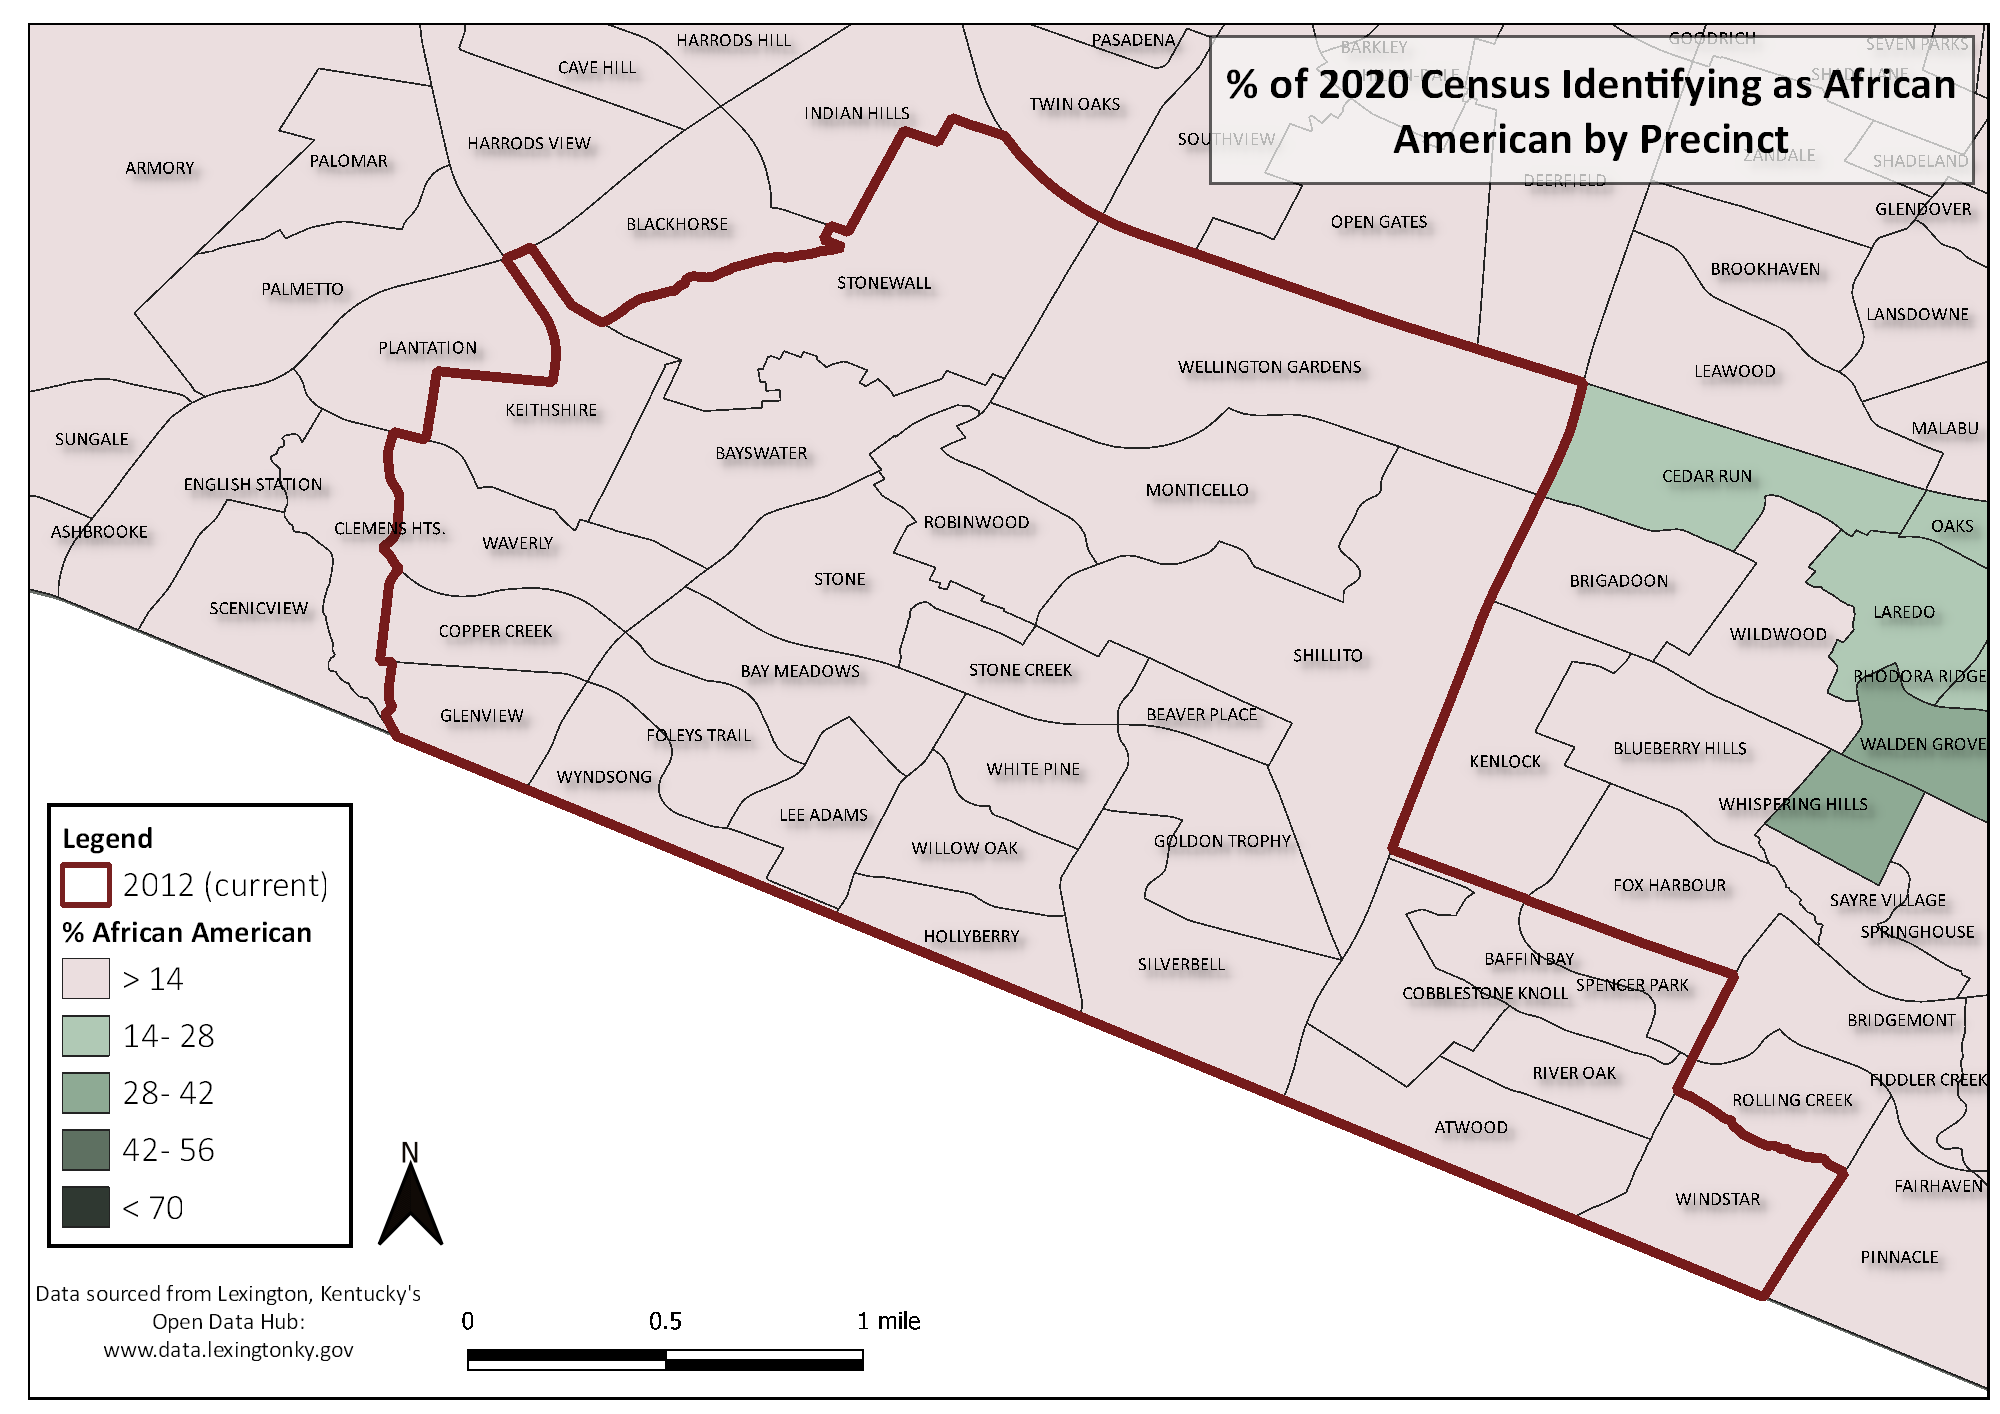 % of 2020 Census Identifying as African
American by Precinct
HARRODS HILL
PASADENA
BARKLEY
GOODRICH
SEVEN PARKS
CAVE HILL
SHADY LANE
INDIAN HILLS
TWIN OAKS
HARRODS VIEW
SOUTHVIEW
ZANDALE
SHADELAND
ARMORY
PALOMAR
DEERFIELD
BLACKHORSE
OPEN GATES
GLENDOVER
PALMETTO
STONEWALL
BROOKHAVEN
LANSDOWNE
PLANTATION
WELLINGTON GARDENS
LEAWOOD
KEITHSHIRE
SUNGALE
BAYSWATER
MALABU
ENGLISH STATION
MONTICELLO
CEDAR RUN
ASHBROOKE
CLEMENS HTS.
WAVERLY
ROBINWOOD
OAKS
SCENICVIEW
STONE
BRIGADOON
LAREDO
COPPER CREEK
WILDWOOD
BAY MEADOWS
STONE CREEK
SHILLITO
RHODORA RIDGE
GLENVIEW
FOLEYS TRAIL
BEAVER PLACE
WALDEN GROVE
WYNDSONG
WHITE PINE
KENLOCK
BLUEBERRY HILLS
LEE ADAMS
WHISPERING HILLS
WILLOW OAK
GOLDON TROPHY
FOX HARBOUR
SAYRE VILLAGE
HOLLYBERRY
SPRINGHOUSE
SILVERBELL
BAFFIN BAY
COBBLESTONE KNOLL
SPENCER PARK
BRIDGEMONT
RIVER OAK
FIDDLER CREEK
ROLLING CREEK
ATWOOD
WINDSTAR
FAIRHAVEN
PINNACLE
Legend
2012 (current)
% African American
> 14
14- 28
28- 42
42- 56
< 70
N
Data sourced from Lexington, Kentucky's
Open Data Hub:
www.data.lexingtonky.gov
0 0.5 1 mile